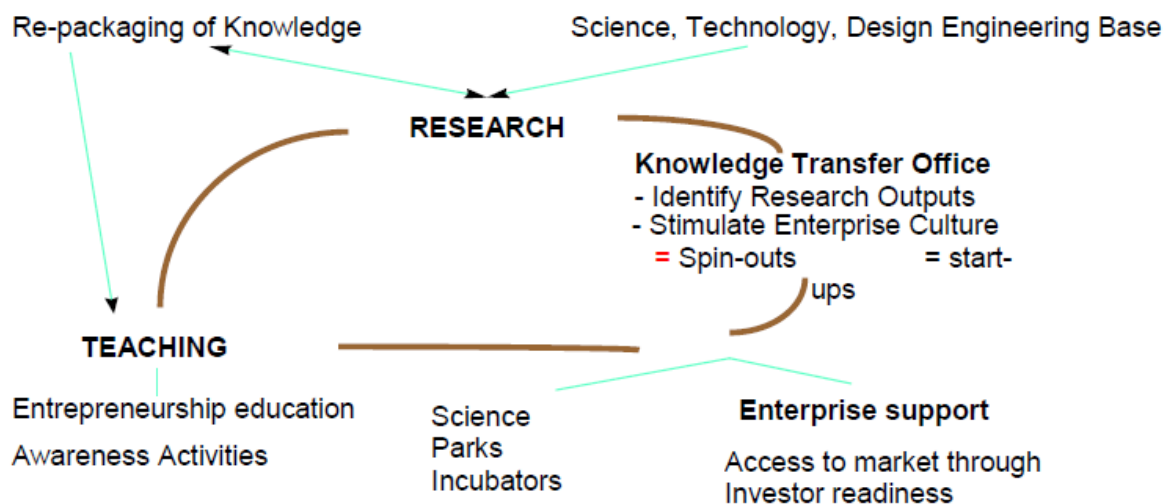 Re-packaging of Knowledge
Science, Technology, Design Engineering Base
RESEARCH
Knowledge Transfer Office
- Identify Research Outputs
- Stimulate Enterprise Culture
= Spin-outs = start-
ups
TEACHING
Entrepreneurship education
Awareness Activities
Science
Parks
Incubators
Enterprise support
Access to market through
Investor readiness